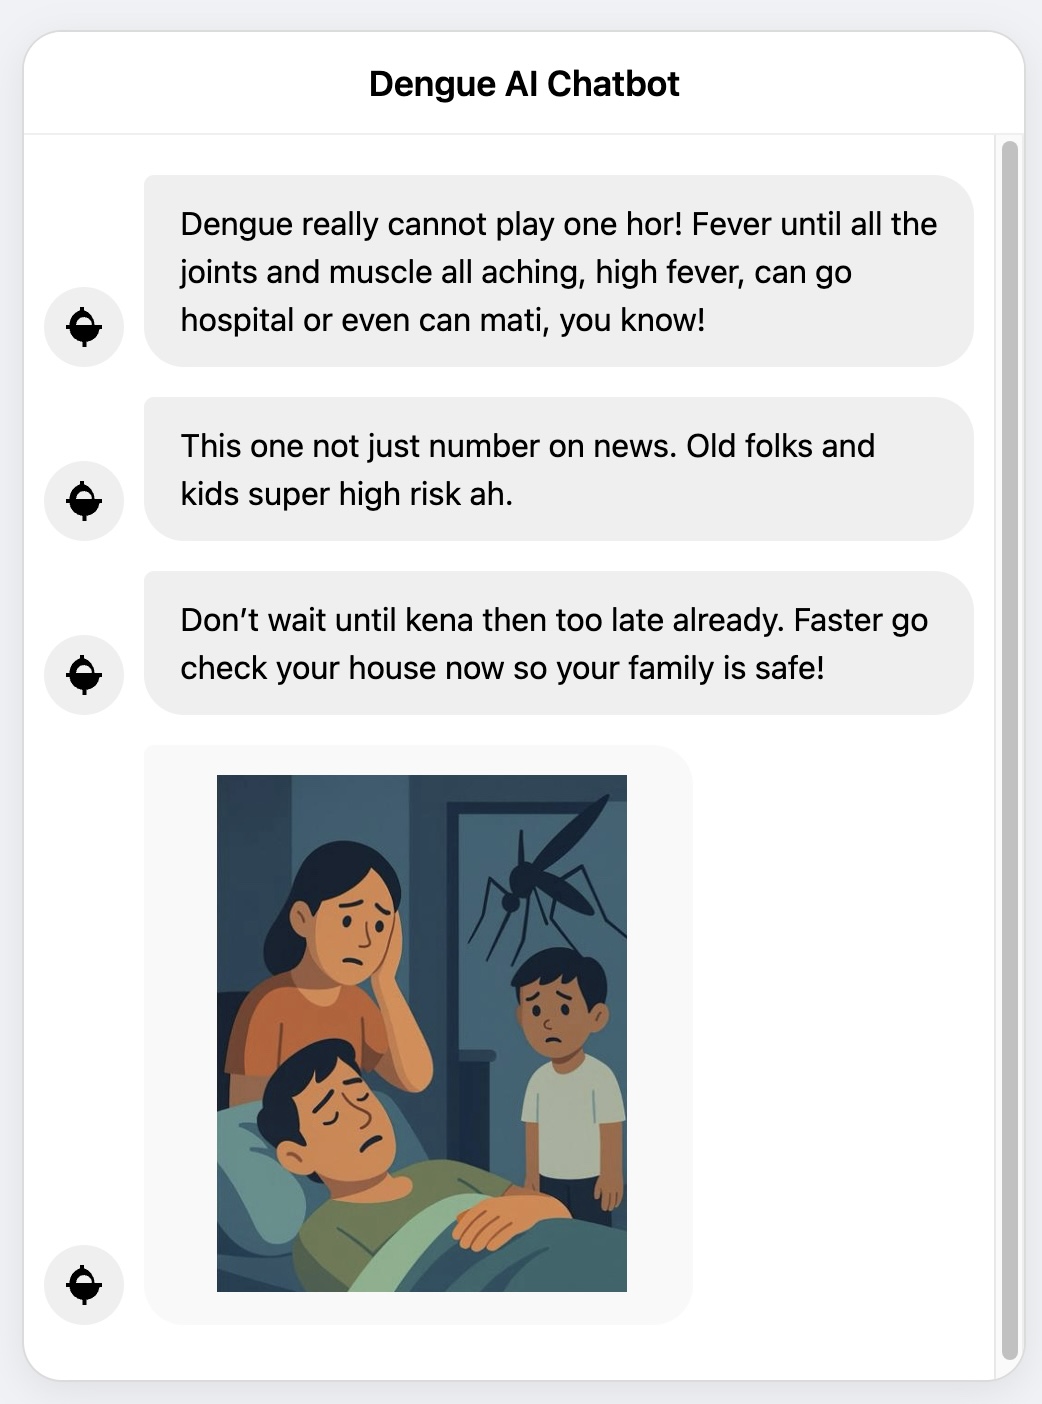 Dengue AI Chatbot
Dengue really cannot play one hor! Fever until all the
joints and muscle all aching, high fever, can go
hospital or even can mati, you know!
This one not just number on news. Old folks and
kids super high risk ah.
Don’t wait until kena then too late already. Faster go
check your house now so your family is safe!